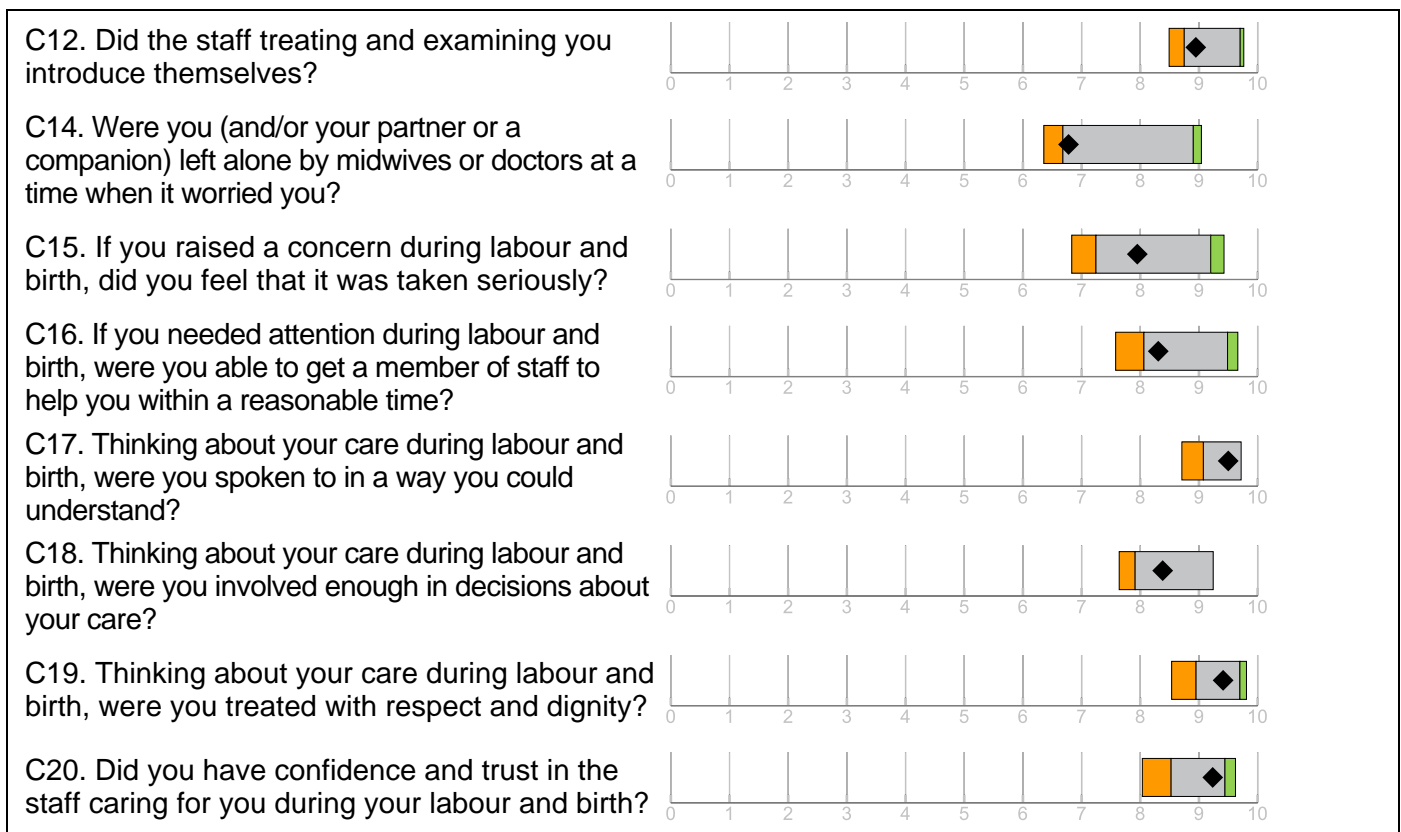 C12. Did the staff treating and examining you
introduce themselves?
0 1 2 3 4 5 6 7 8 9 10
C14. Were you (and/or your partner or a
companion) left alone by midwives or doctors at a
time when it worried you?
0 1 2 3 4 5 6 7 8 9 10
C15. If you raised a concern during labour and
birth, did you feel that it was taken seriously?
0 1 2 3 4 5 6 7 8 9 10
C16. If you needed attention during labour and
birth, were you able to get a member of staff to
help you within a reasonable time?
0 1 2 3 4 5 6 7 8 9 10
C17. Thinking about your care during labour and
birth, were you spoken to in a way you could
understand?
0 1 2 3 4 5 6 7 8 9 10
C18. Thinking about your care during labour and
birth, were you involved enough in decisions about
your care?
0 1 2 3 4 5 6 7 8 9 10
C19. Thinking about your care during labour and
birth, were you treated with respect and dignity?
0 1 2 3 4 5 6 7 8 9 10
C20. Did you have confidence and trust in the
staff caring for you during your labour and birth?
0 1 2 3 4 5 6 7 8 9 10